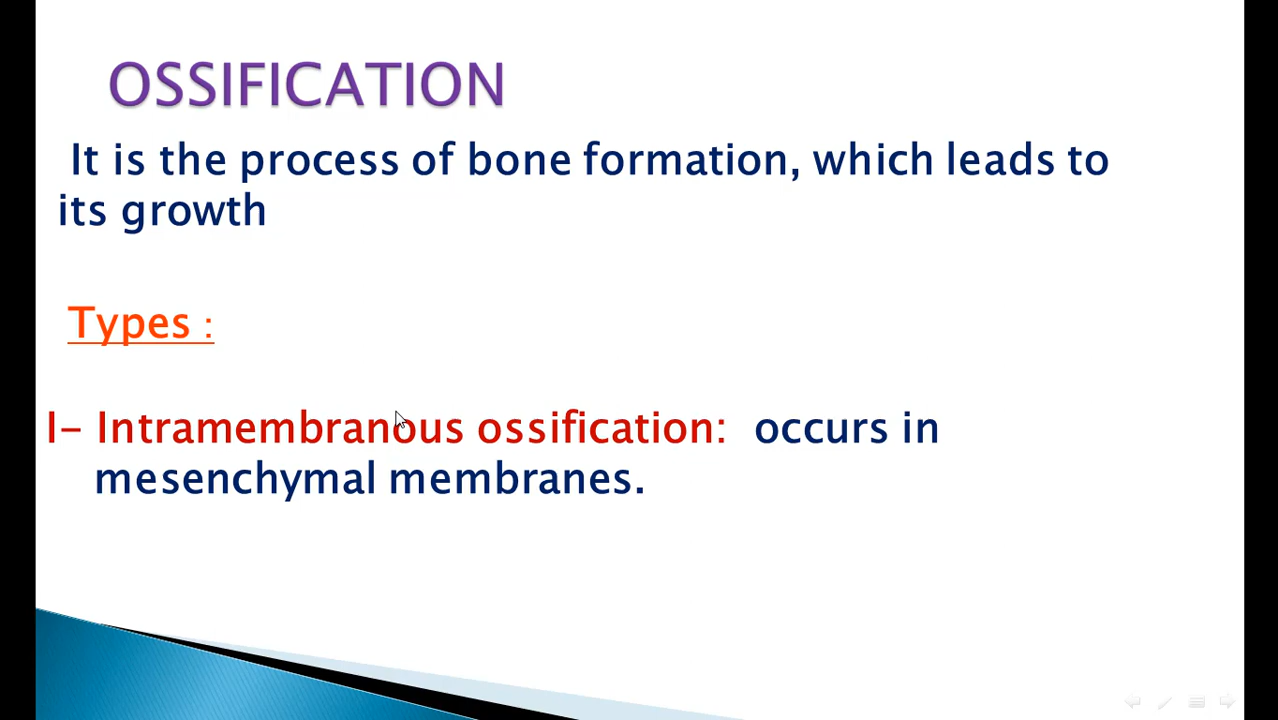 OSSIFICATION
It is the process of bone formation, which leads to
its growth
Types :
I- Intramembranous ossification: occurs in
mesenchymal membranes.